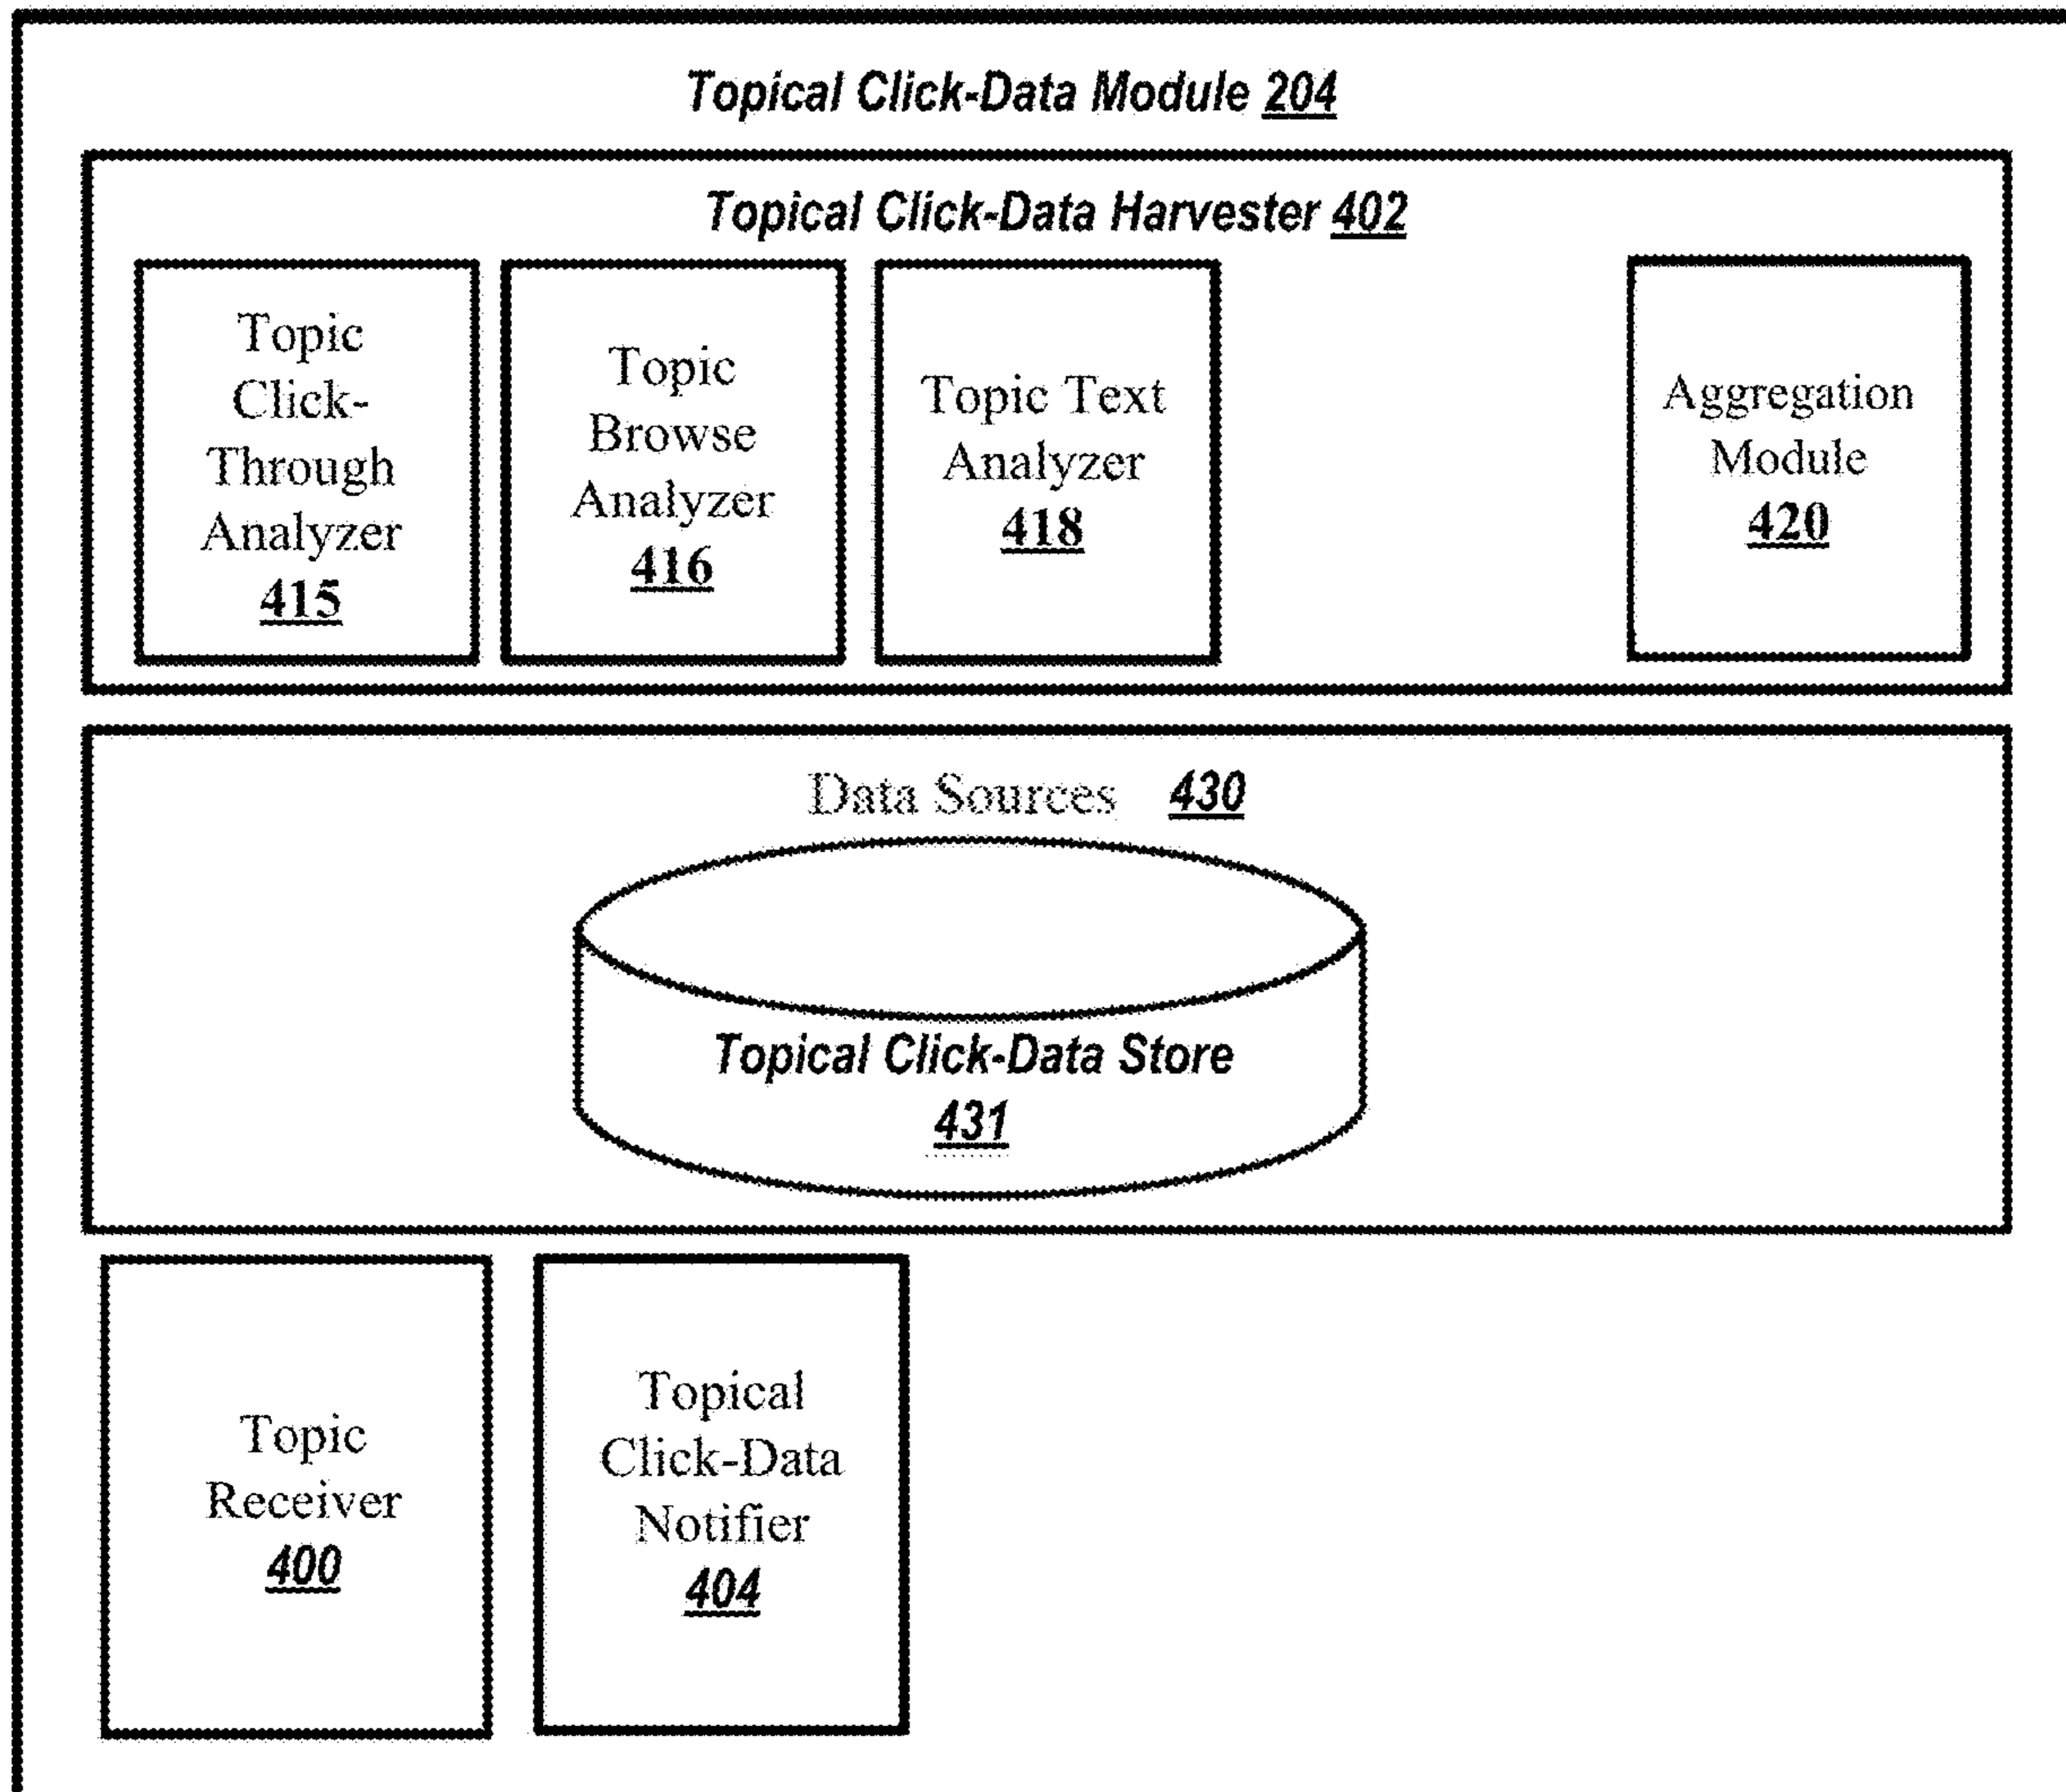 Topical Click-Data Module 204
Topical Click-Data Harvester 402
Topic
Click-
Through
Analyzer
415
Topic
Browse
Analyzer
416
Topic Text
Analyzer
418
Aggregation
Module
420
Data Sources 430
Topical Click-Data Store
431
Topic
Receiver
400
Topical
Click-Data
Notifier
404